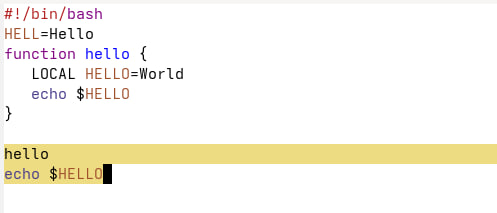 #!/bin/bash
HELL=Hello
function hello {
   LOCAL HELLO=World
   echo $HELLO
}
hello
echo $HELLO